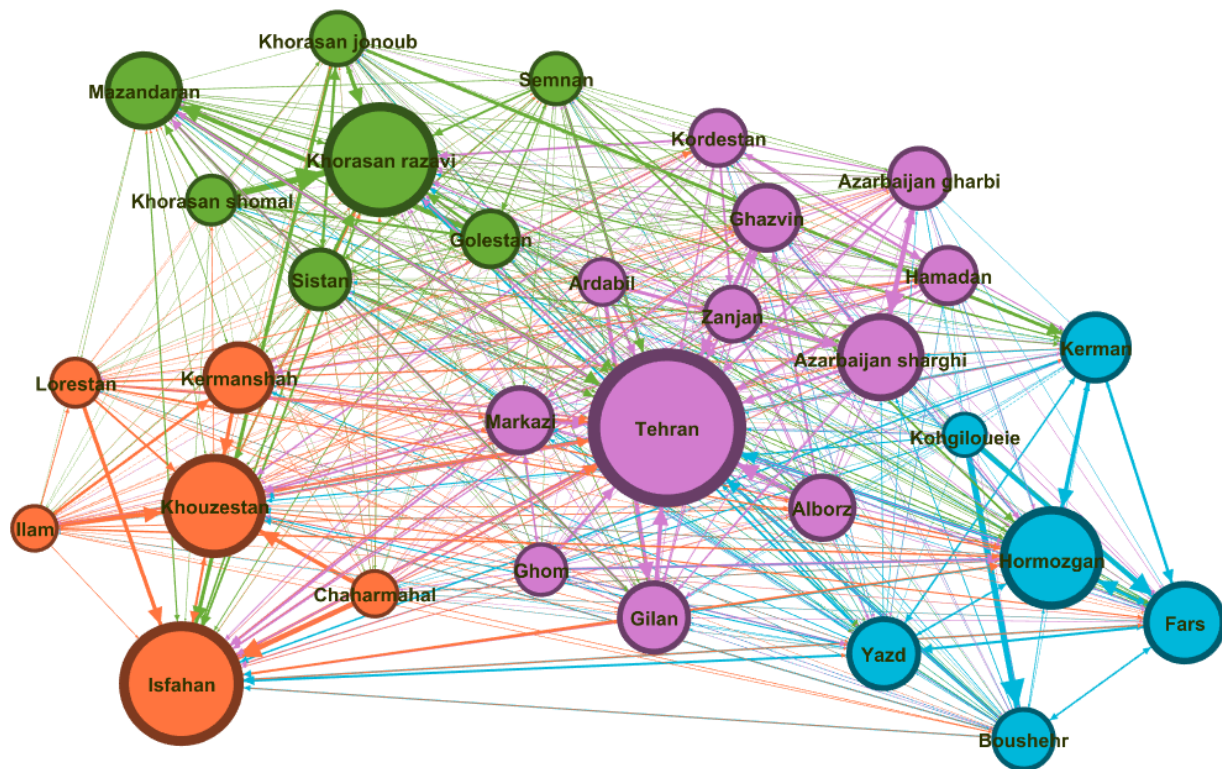 Khorasan jonoub
Semnan
Mazandaran
Kordestan
Khorasan razavi
Azarbaijan gharbi
Khorasan shomal
Ghazvin
Golestan
Sistan
Ardabil
Hamadan
Zanjan
Kerman
Azarbaijan sharghi
Lorestan
Kermanshah
Markazi
Tehran
Kohgiloueie
Khouzestan
Alborz
Ilam
Hormozgan
Ghom
Chaharmahal
Gilan
Fars
Yazd
Isfahan
Boushehr